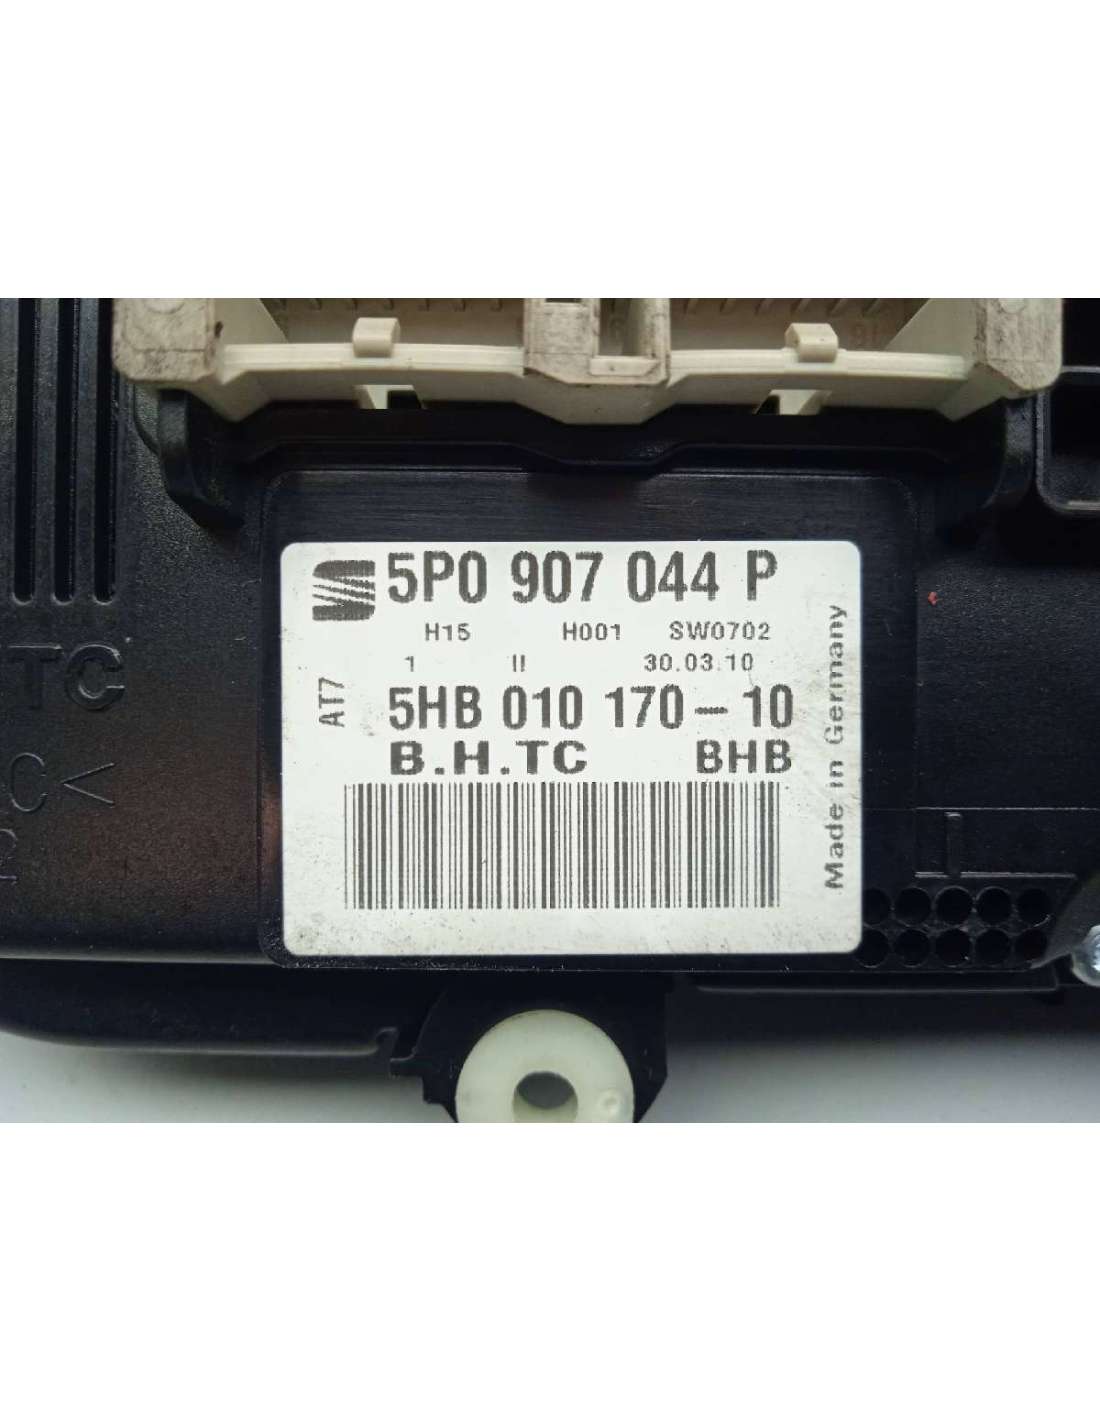 5P0 907 044 P
H15 H001 SW0702
1 II 30.03.10
AT7
5HB 010 170-10
B.H.TC BHB
Made in Germany
TC
C<
16